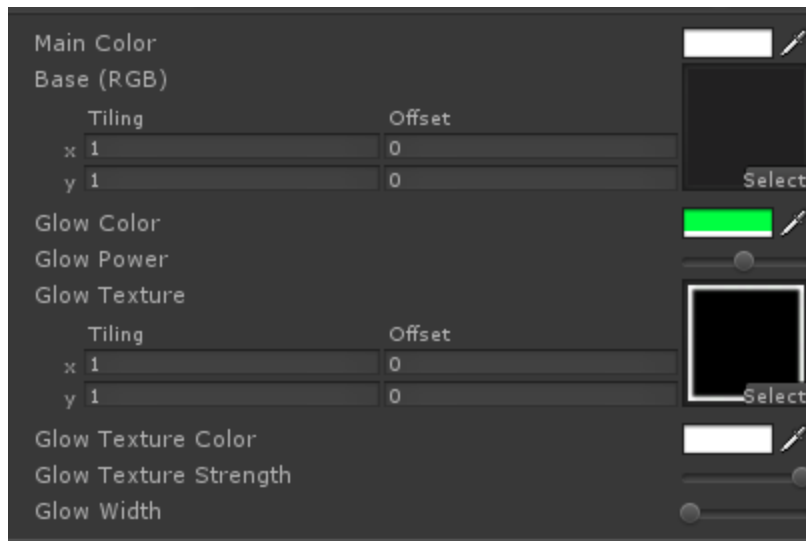 Main Color
Base (RGB)
Tiling Offset
x 1 0
y 1 0
Select
Glow Color
Glow Power
Glow Texture
Tiling Offset
x 1 0
y 1 0
Select
Glow Texture Color
Glow Texture Strength
Glow Width